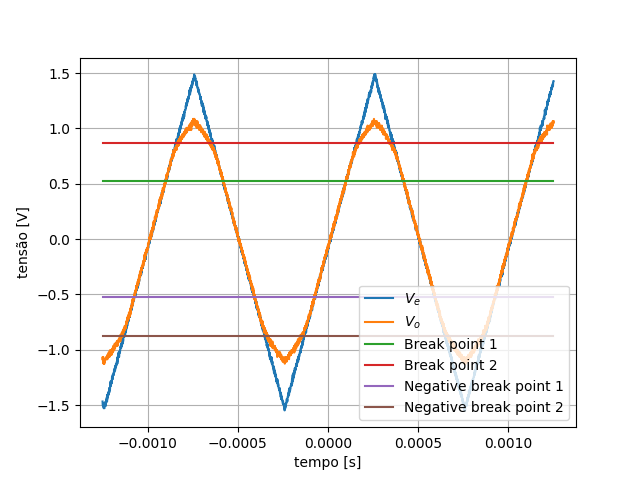 1.5
1.0
0.5
0.0
−0.5
−1.0
−1.5
tensão [V]
−0.0010 −0.0005 0.0000 0.0005 0.0010
tempo [s]
Vₑ
Vₒ
Break point 1
Break point 2
Negative break point 1
Negative break point 2